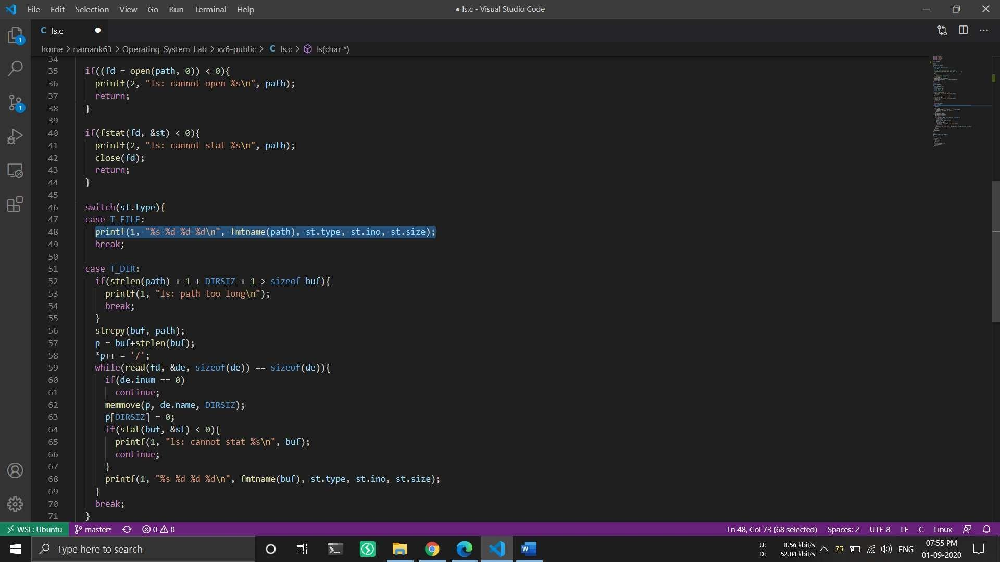 File Edit Selection View Go Run Terminal Help
● ls.c - Visual Studio Code
C ls.c ●
home > namank63 > Operating_System_Lab > xv6-public > C ls.c > ls(char *)
34
35 if((fd = open(path, 0)) < 0){
36 printf(2, "ls: cannot open %s\n", path);
37 return;
38 }
39
40 if(fstat(fd, &st) < 0){
41 printf(2, "ls: cannot stat %s\n", path);
42 close(fd);
43 return;
44 }
45
46 switch(st.type){
47 case T_FILE:
48 printf(1, "%s %d %d %d\n", fmtname(path), st.type, st.ino, st.size);
49 break;
50
51 case T_DIR:
52 if(strlen(path) + 1 + DIRSIZ + 1 > sizeof buf){
53 printf(1, "ls: path too long\n");
54 break;
55 }
56 strcpy(buf, path);
57 p = buf+strlen(buf);
58 *p++ = '/';
59 while(read(fd, &de, sizeof(de)) == sizeof(de)){
60 if(de.inum == 0)
61 continue;
62 memmove(p, de.name, DIRSIZ);
63 p[DIRSIZ] = 0;
64 if(stat(buf, &st) < 0){
65 printf(1, "ls: cannot stat %s\n", buf);
66 continue;
67 }
68 printf(1, "%s %d %d %d\n", fmtname(buf), st.type, st.ino, st.size);
69 }
70 break;
71 }
1
1
WSL: Ubuntu master* 0 0 Ln 48, Col 73 (68 selected) Spaces: 2 UTF-8 LF C Linux
Type here to search
U: 8.56 kbit/s
D: 52.04 kbit/s
75 ENG
07:55 PM
01-09-2020